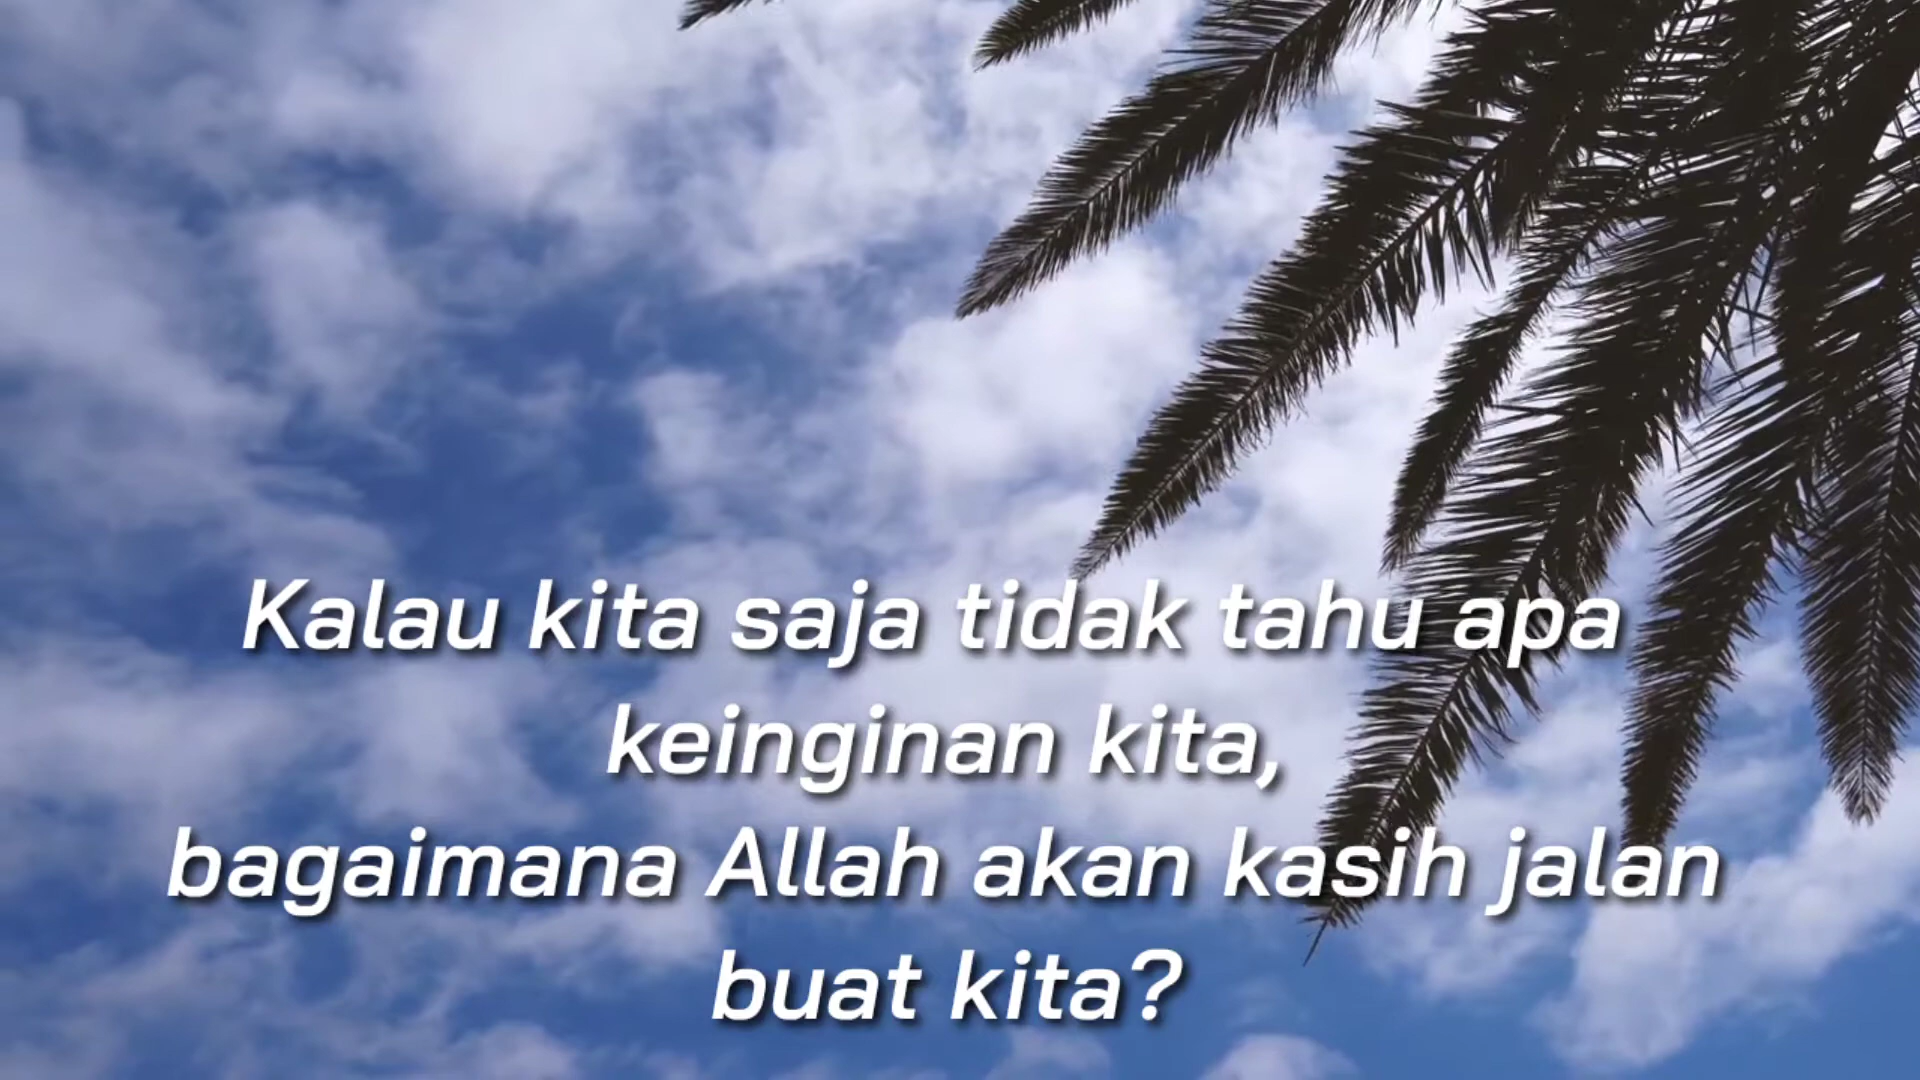 Kalau kita saja tidak tahu apa
keinginan kita,
bagaimana Allah akan kasih jalan
buat kita?